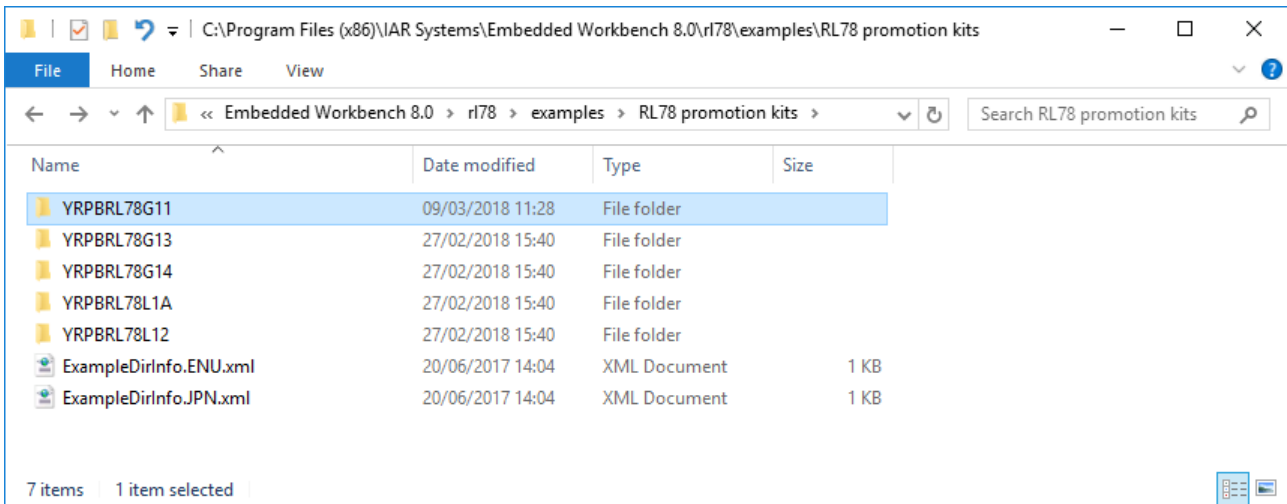 C:\Program Files (x86)\IAR Systems\Embedded Workbench 8.0\rl78\examples\RL78 promotion kits
File Home Share View
« Embedded Workbench 8.0 > rl78 > examples > RL78 promotion kits > Search RL78 promotion kits
Name Date modified Type Size
YRPBRL78G11 09/03/2018 11:28 File folder
YRPBRL78G13 27/02/2018 15:40 File folder
YRPBRL78G14 27/02/2018 15:40 File folder
YRPBRL78L1A 27/02/2018 15:40 File folder
YRPBRL78L12 27/02/2018 15:40 File folder
ExampleDirInfo.ENU.xml 20/06/2017 14:04 XML Document 1 KB
ExampleDirInfo.JPN.xml 20/06/2017 14:04 XML Document 1 KB
7 items 1 item selected